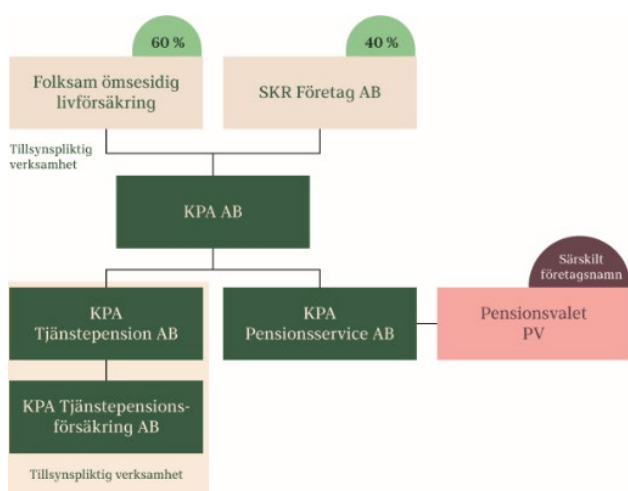 60 %
40 %
Folksam ömsesidig
livförsäkring
SKR Företag AB
Tillsynspliktig
verksamhet
KPA AB
Särskilt
företagsnamn
KPA
Tjänstepension AB
KPA
Pensionsservice AB
Pensionsvalet
PV
KPA Tjänstepensions-
försäkring AB
Tillsynspliktig verksamhet